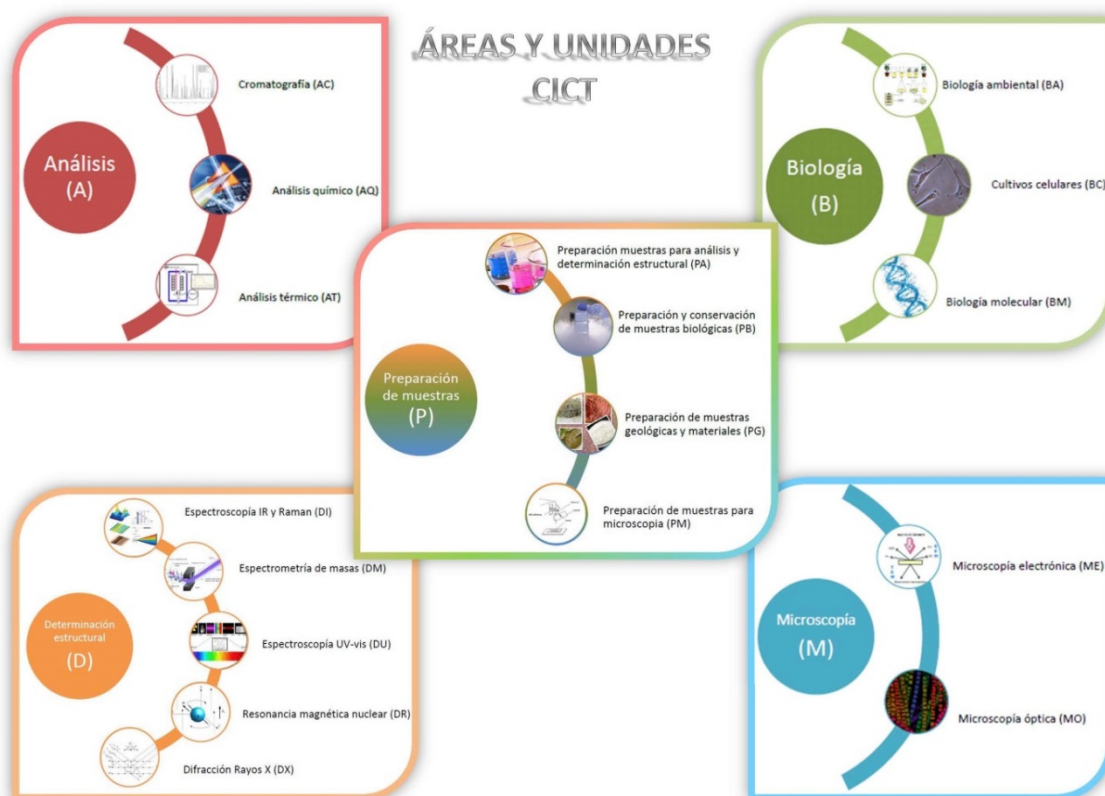 ÁREAS Y UNIDADES
CICT
Análisis
(A)
Cromatografía (AC)
Análisis químico (AQ)
Análisis térmico (AT)
Biología
(B)
Biología ambiental (BA)
Cultivos celulares (BC)
Biología molecular (BM)
Preparación
de muestras
(P)
Preparación muestras para análisis y
determinación estructural (PA)
Preparación y conservación
de muestras biológicas (PB)
Preparación de muestras
geológicas y materiales (PG)
Preparación de muestras para
microscopia (PM)
Determinación
estructural
(D)
Espectroscopía IR y Raman (DI)
Espectrometría de masas (DM)
Espectroscopía UV-vis (DU)
Resonancia magnética nuclear (DR)
Difracción Rayos X (DX)
Microscopía
(M)
Microscopía electrónica (ME)
Microscopía óptica (MO)